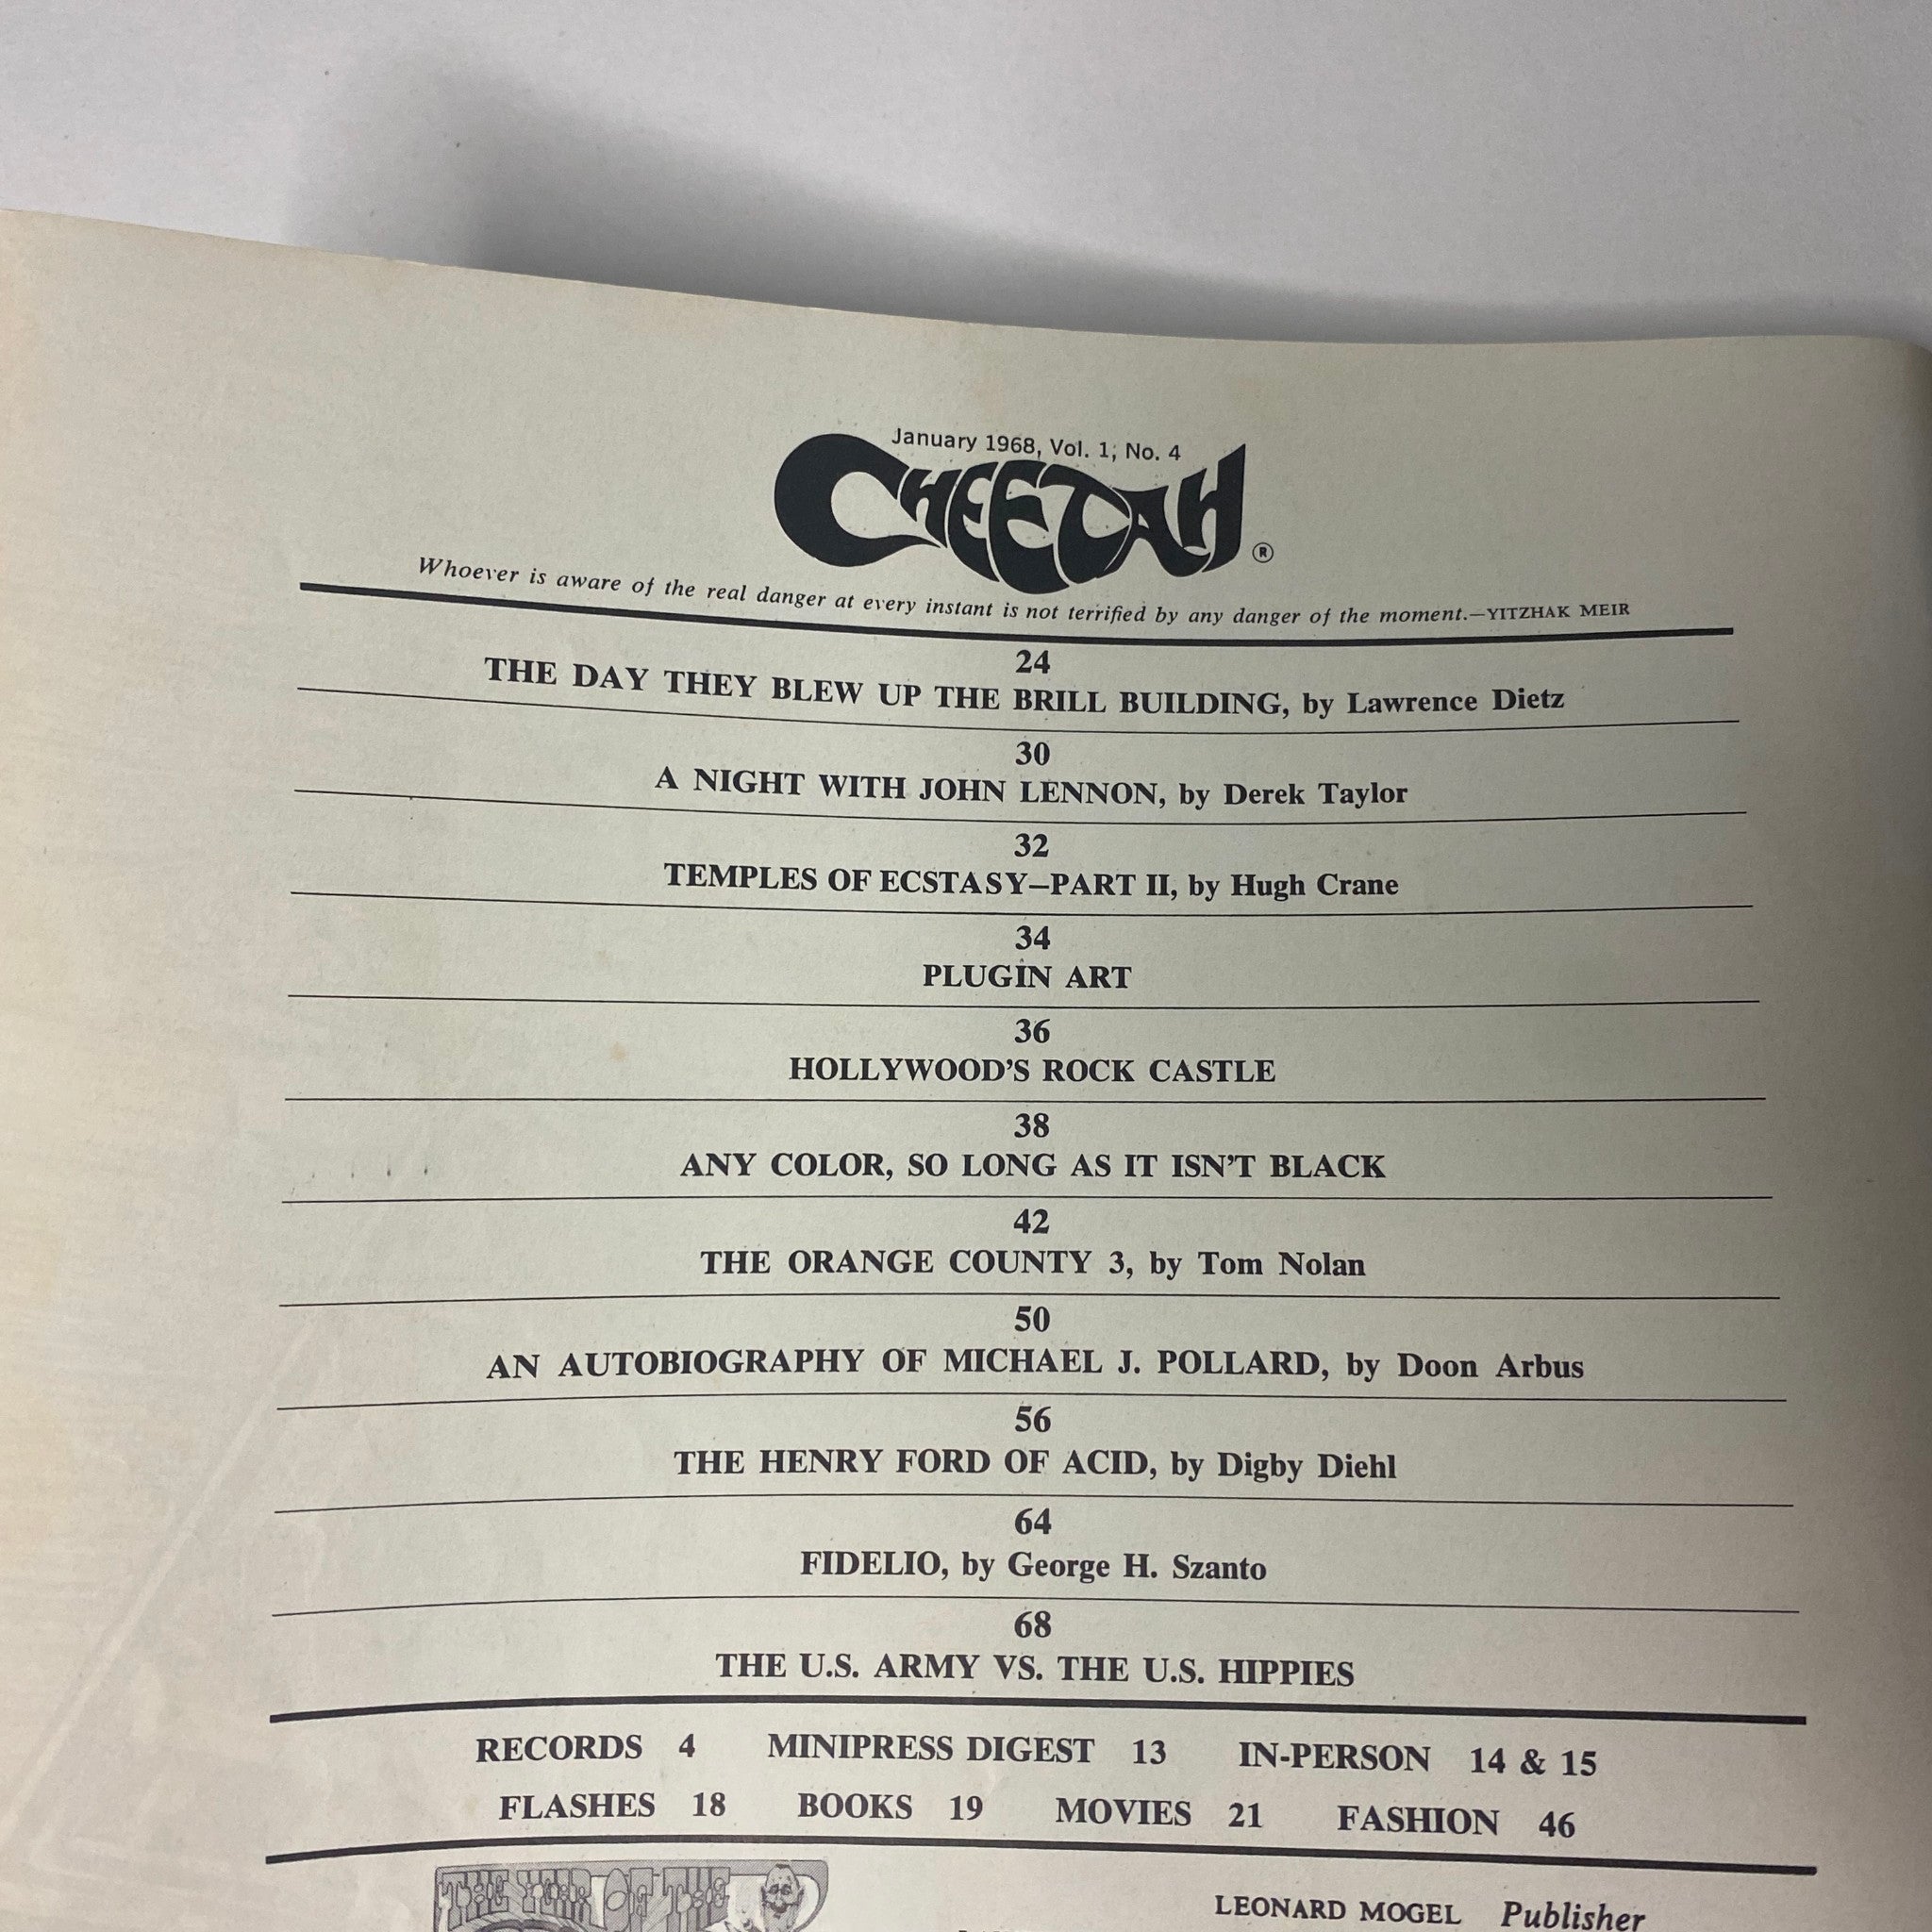 January 1968, Vol. 1, No. 4
CHEETAH®
Whoever is aware of the real danger at every instant is not terrified by any danger of the moment.—YITZHAK MEIR
24
THE DAY THEY BLEW UP THE BRILL BUILDING, by Lawrence Dietz
30
A NIGHT WITH JOHN LENNON, by Derek Taylor
32
TEMPLES OF ECSTASY—PART II, by Hugh Crane
34
PLUGIN ART
36
HOLLYWOOD'S ROCK CASTLE
38
ANY COLOR, SO LONG AS IT ISN'T BLACK
42
THE ORANGE COUNTY 3, by Tom Nolan
50
AN AUTOBIOGRAPHY OF MICHAEL J. POLLARD, by Doon Arbus
56
THE HENRY FORD OF ACID, by Digby Diehl
64
FIDELIO, by George H. Szanto
68
THE U.S. ARMY VS. THE U.S. HIPPIES
RECORDS 4 MINIPRESS DIGEST 13 IN-PERSON 14 & 15
FLASHES 18 BOOKS 19 MOVIES 21 FASHION 46
THE YEAR OF THE
LEONARD MOGEL Publisher